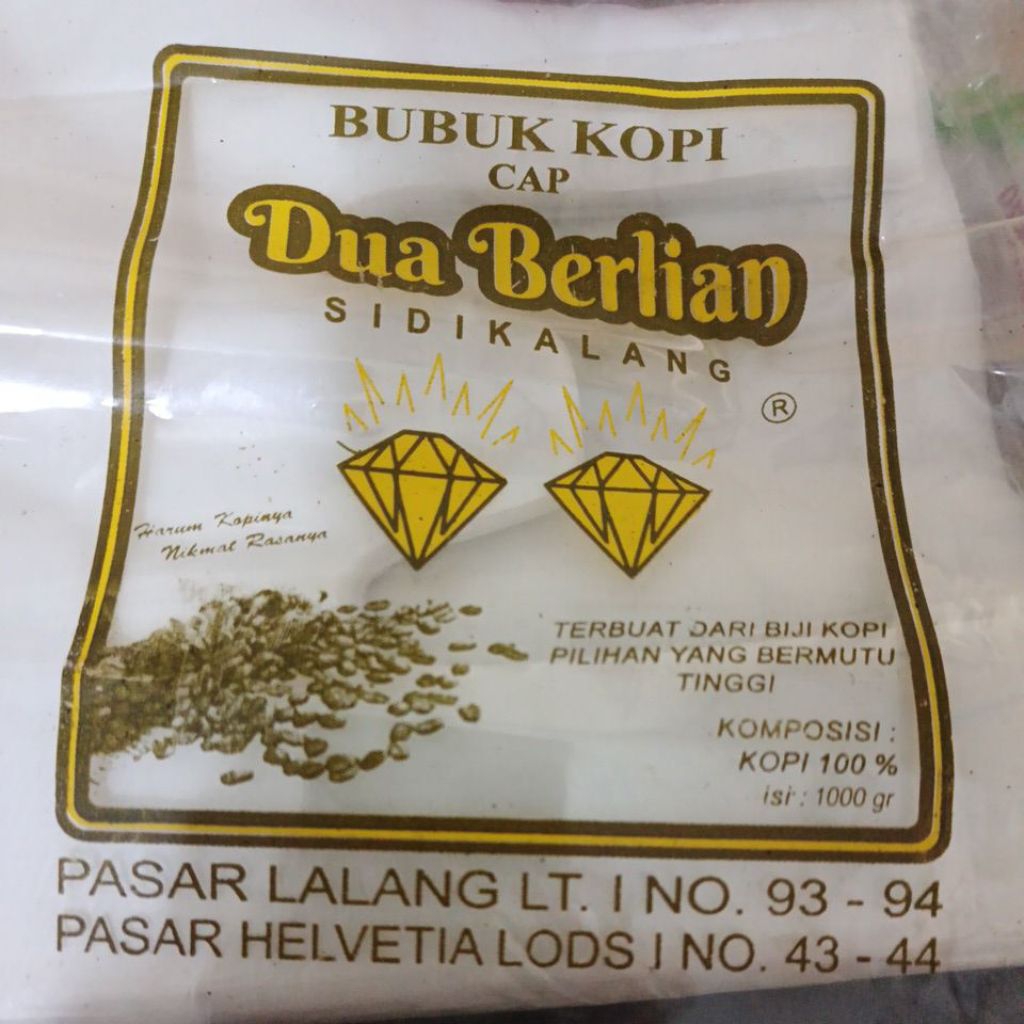 BUBUK KOPI
CAP
Dua Berlian
SIDIKALANG
®
Harum Kopinya
Nikmat Rasanya
TERBUAT DARI BIJI KOPI
PILIHAN YANG BERMUTU
TINGGI
KOMPOSISI :
KOPI 100 %
isi : 1000 gr
PASAR LALANG LT. I NO. 93 - 94
PASAR HELVETIA LODS I NO. 43 - 44